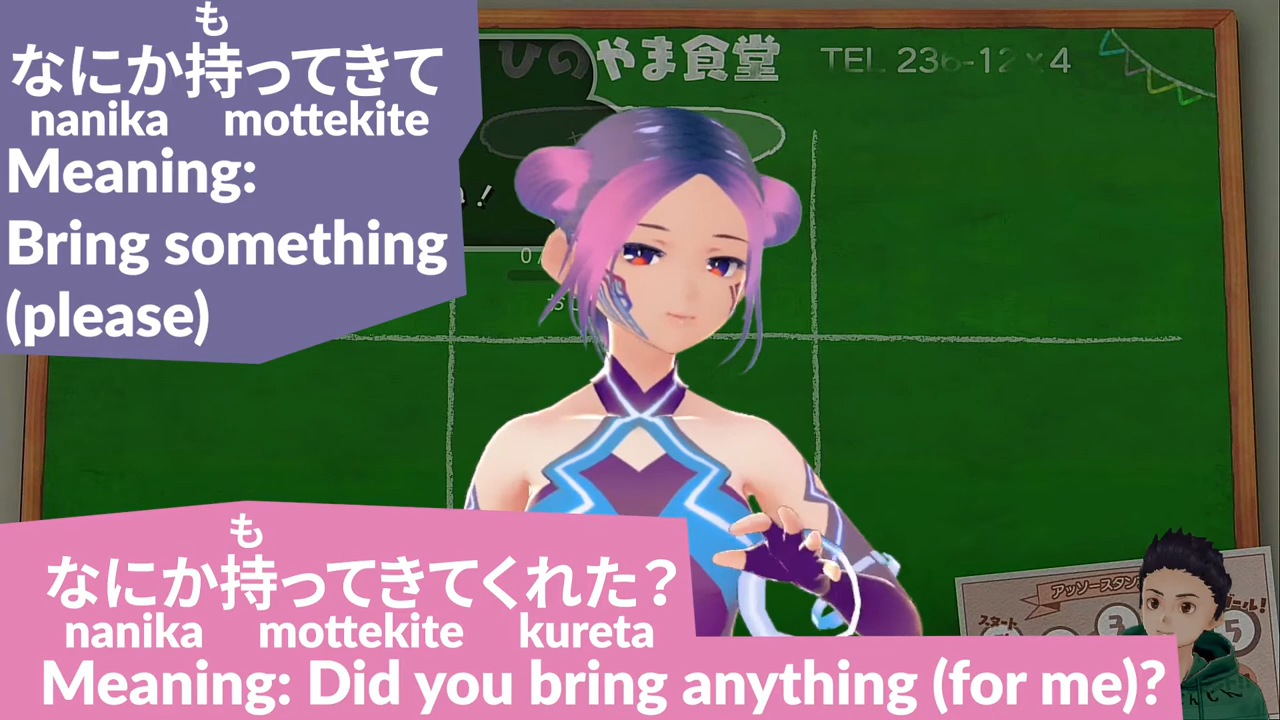 も
なにか持ってきて
nanika mottekite
Meaning:
Bring something
(please)
ひのやま食堂 TEL 236-12 4
！
も
なにか持ってきてくれた？
nanika mottekite kureta
Meaning: Did you bring anything (for me)?
アッソースタン
スタート
ゴール！
3
5